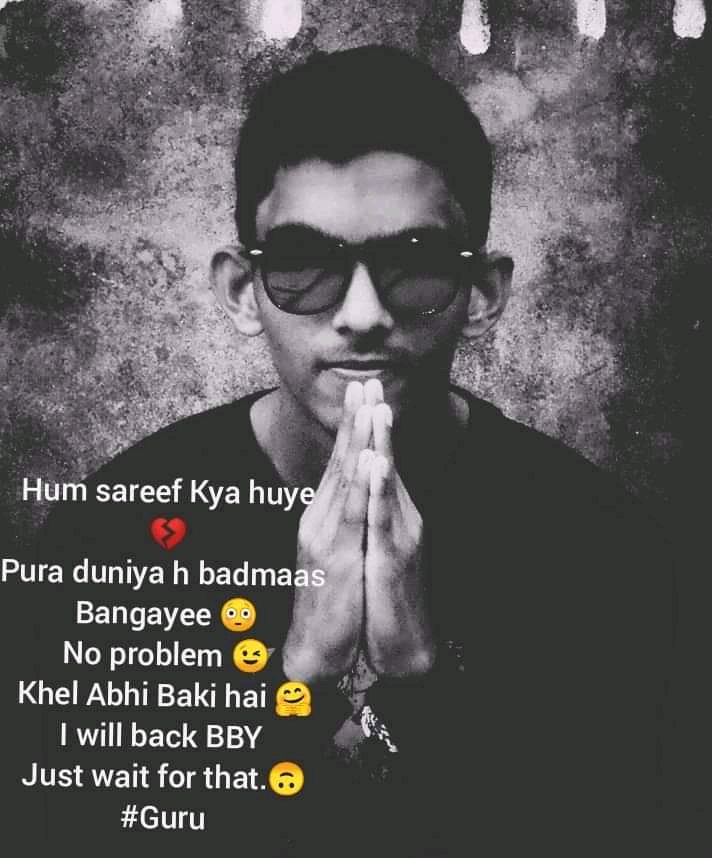 Hum sareef Kya huye
💔
Pura duniya h badmaas
Bangayee 😳
No problem 😉
Khel Abhi Baki hai 🤗
I will back BBY
Just wait for that.🙃
#Guru